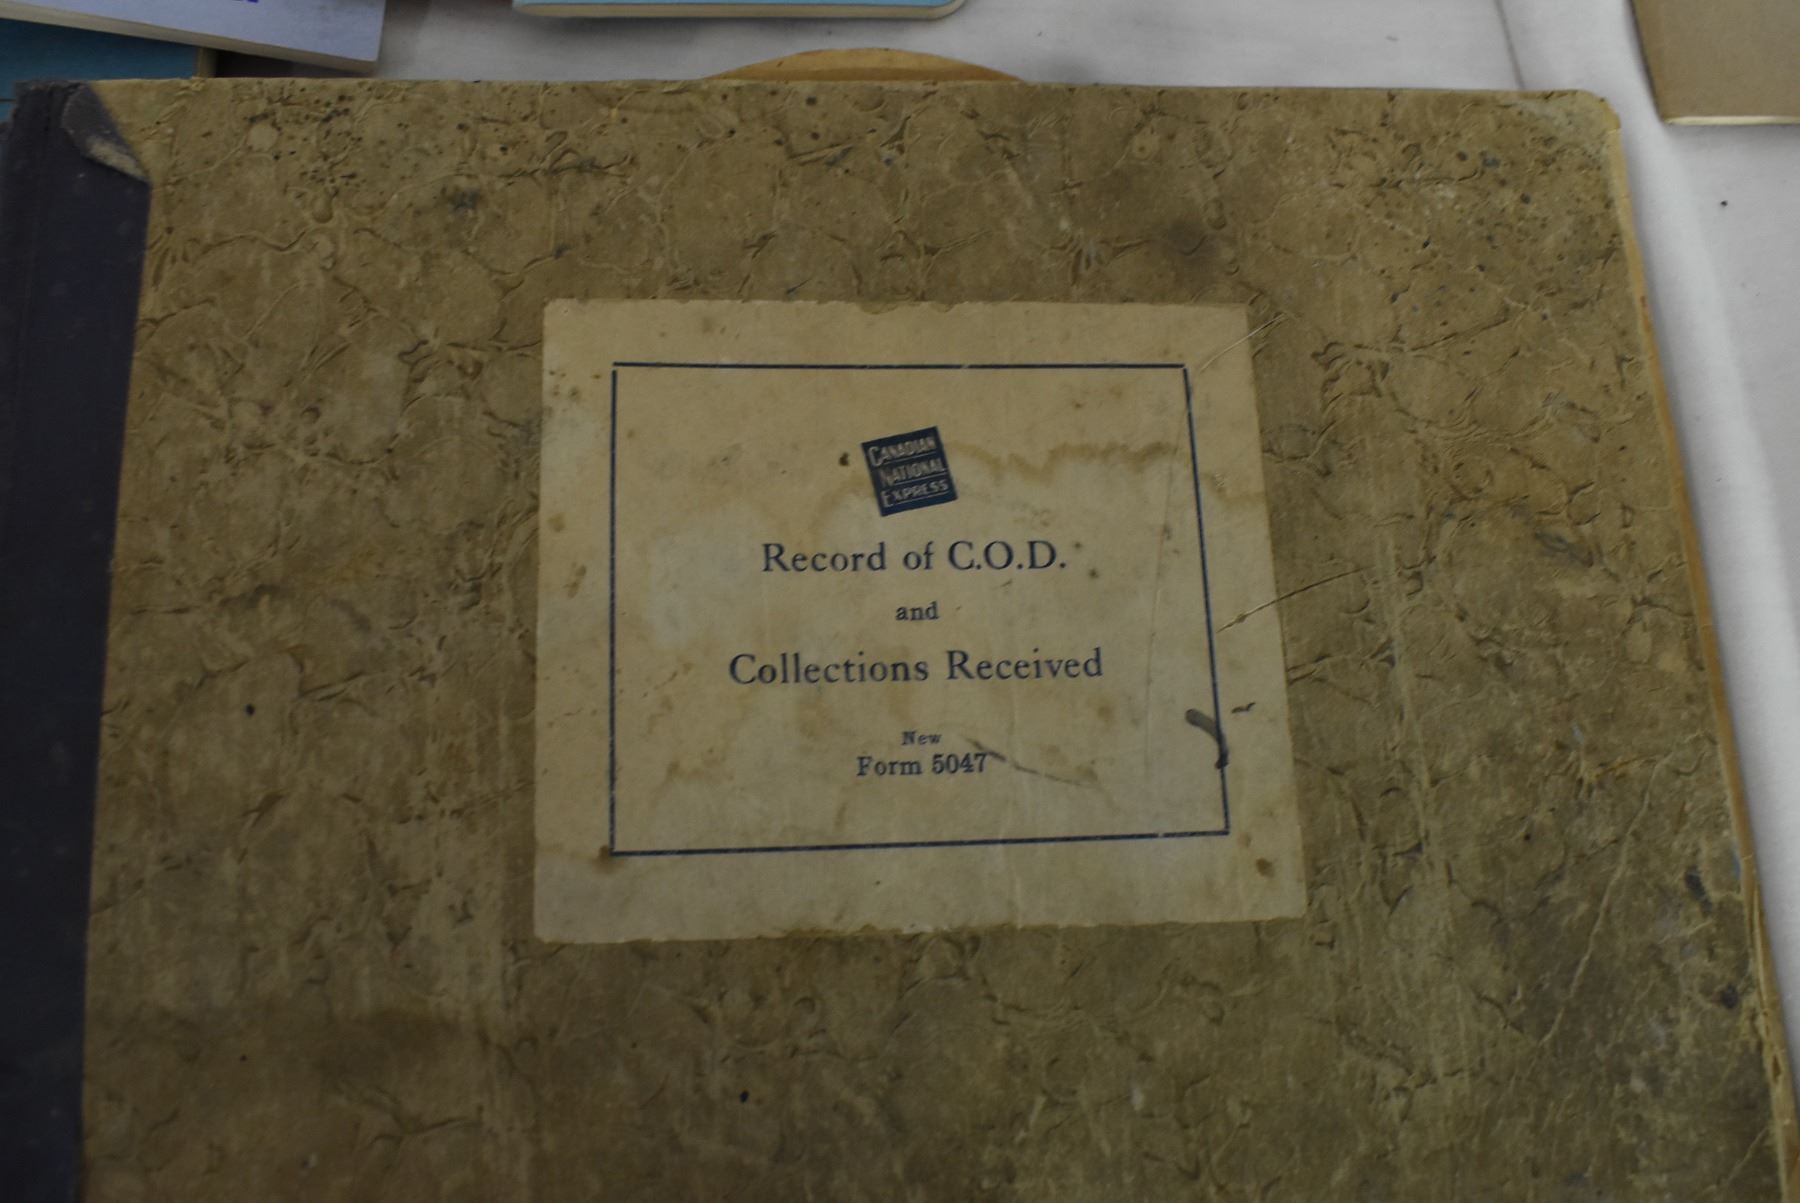 CANADIAN
NATIONAL
EXPRESS
Record of C.O.D.
and
Collections Received
New
Form 5047